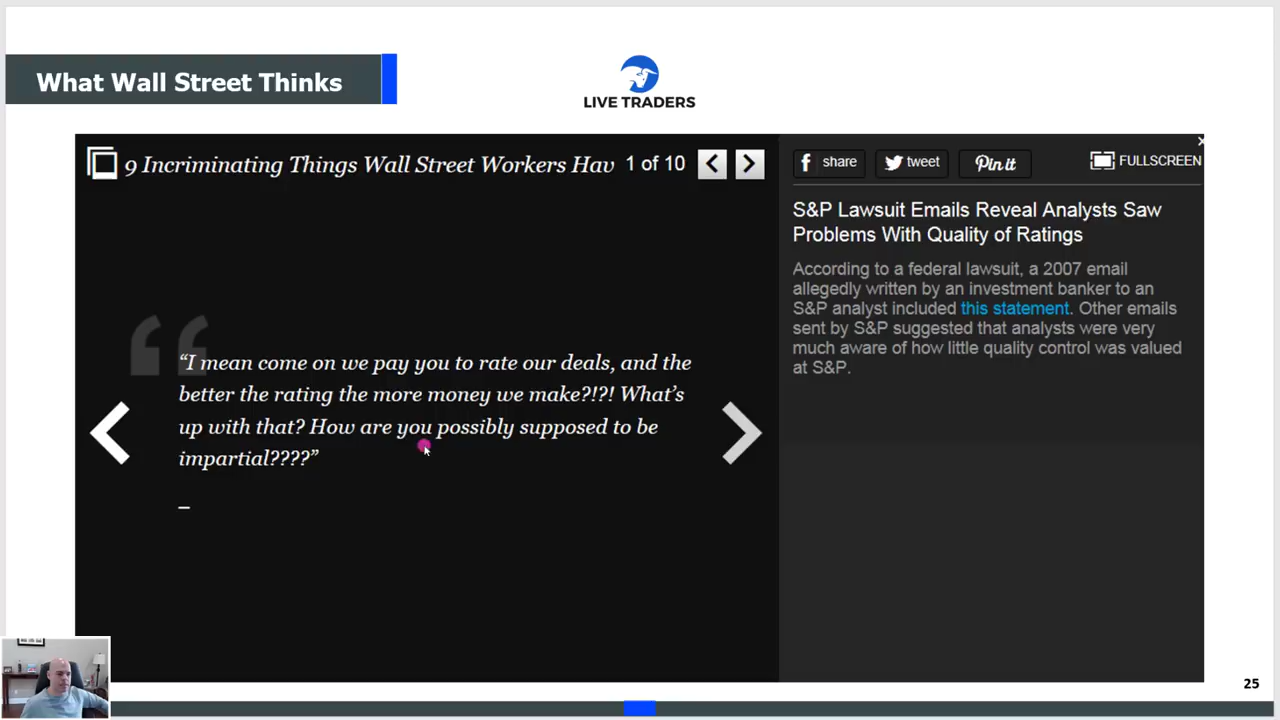 What Wall Street Thinks
LIVE TRADERS
9 Incriminating Things Wall Street Workers Hav 1 of 10
share tweet Pin it FULLSCREEN
S&P Lawsuit Emails Reveal Analysts Saw
Problems With Quality of Ratings
According to a federal lawsuit, a 2007 email
allegedly written by an investment banker to an
S&P analyst included this statement. Other emails
sent by S&P suggested that analysts were very
much aware of how little quality control was valued
at S&P.
“I mean come on we pay you to rate our deals, and the
better the rating the more money we make?!?! What’s
up with that? How are you possibly supposed to be
impartial????”
–
25